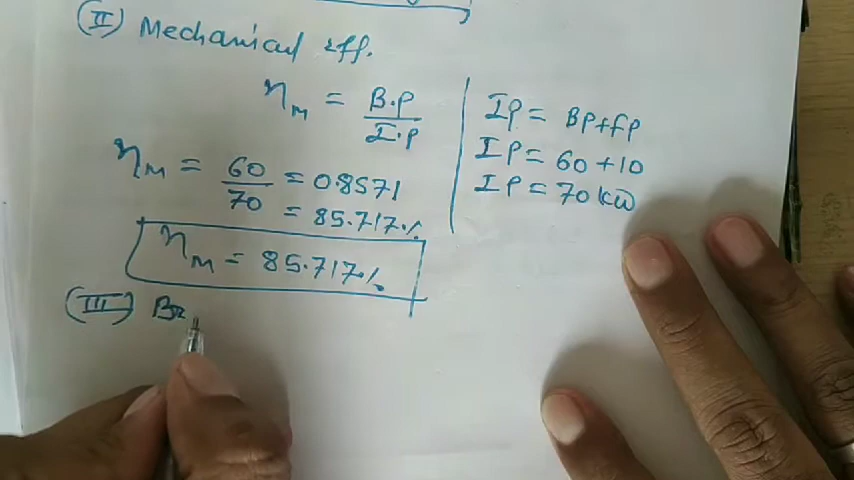 (II) Mechanical eff.
ηm = B.P / I.P
ηm = 60 / 70 = 0.8571
= 85.717%
ηm = 85.717%
IP = BP+fP
IP = 60 +10
IP = 70 kW
(III)